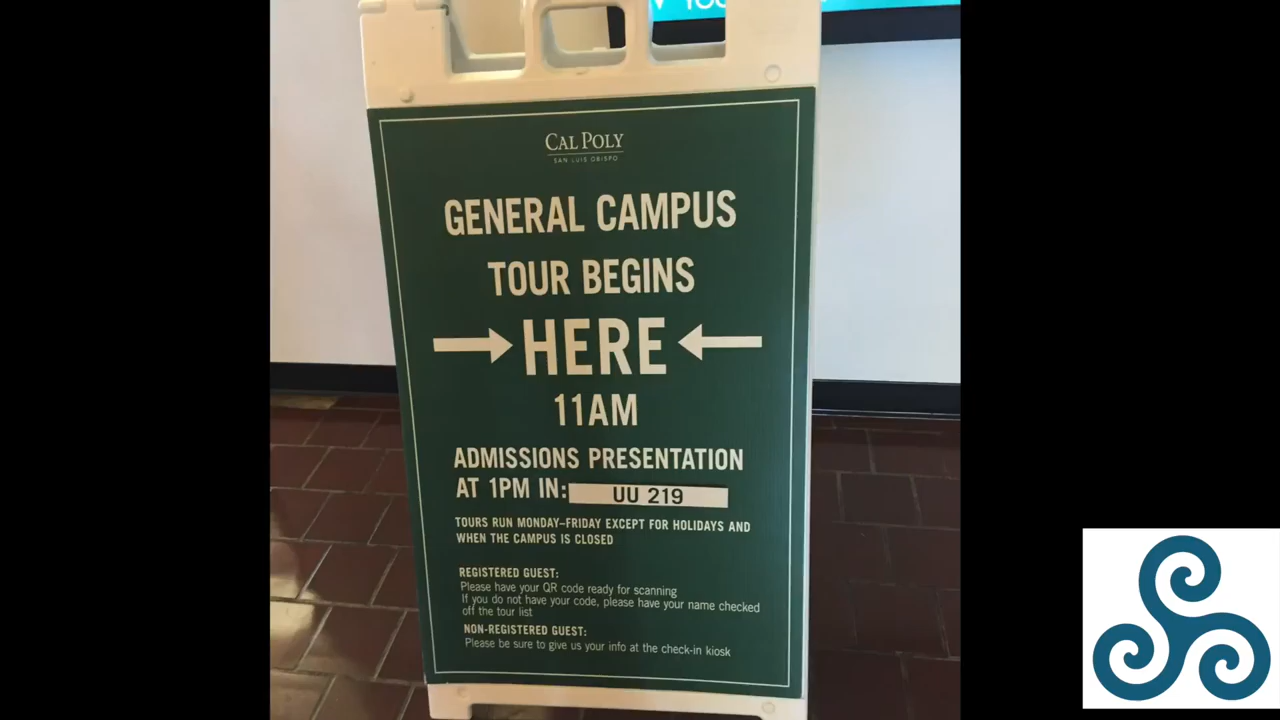 YOU
CAL POLY
SAN LUIS OBISPO
GENERAL CAMPUS
TOUR BEGINS
HERE
11AM
ADMISSIONS PRESENTATION
AT 1PM IN: UU 219
TOURS RUN MONDAY–FRIDAY EXCEPT FOR HOLIDAYS AND
WHEN THE CAMPUS IS CLOSED
REGISTERED GUEST:
Please have your QR code ready for scanning
If you do not have your code, please have your name checked
off the tour list
NON-REGISTERED GUEST:
Please be sure to give us your info at the check-in kiosk